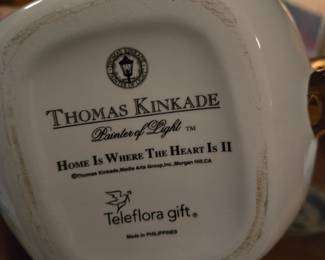 THOMAS KINKADE
Painter of Light ™
HOME IS WHERE THE HEART IS II
©Thomas Kinkade,Media Arts Group,Inc.,Morgan Hill,CA
Teleflora gift®
Made in PHILIPPINES